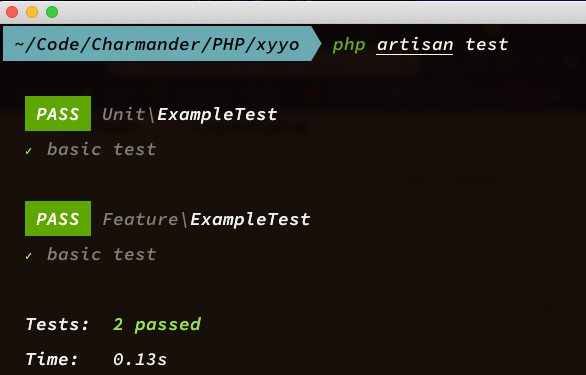 ~/Code/Charmander/PHP/xyyo php artisan test
PASS Unit\ExampleTest
✓ basic test
PASS Feature\ExampleTest
✓ basic test
Tests: 2 passed
Time: 0.13s